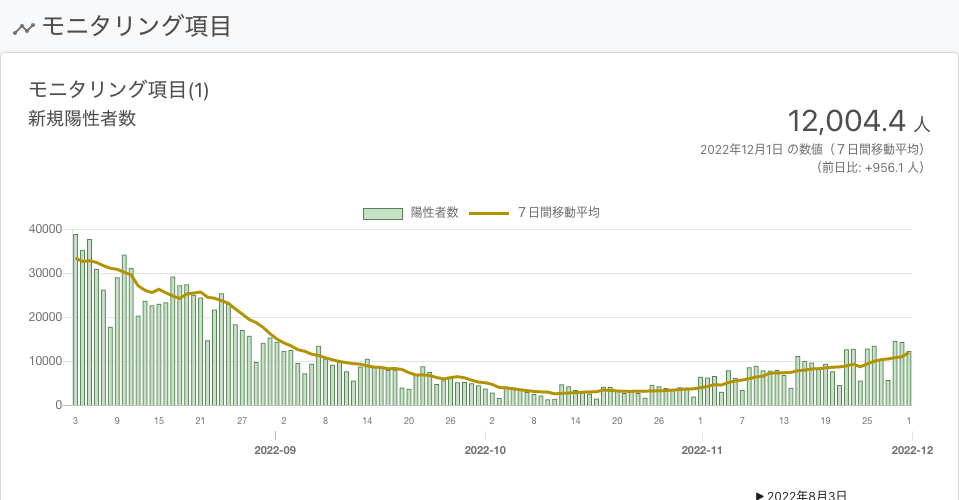 モニタリング項目
モニタリング項目(1)
新規陽性者数
12,004.4 人
2022年12月1日 の数値（７日間移動平均）
（前日比: +956.1 人）
陽性者数 ７日間移動平均
40000
30000
20000
10000
0
3 9 15 21 27 2 8 14 20 26 2 8 14 20 26 1 7 13 19 25 1
2022-09 2022-10 2022-11 2022-12
▶ 2022年8月3日